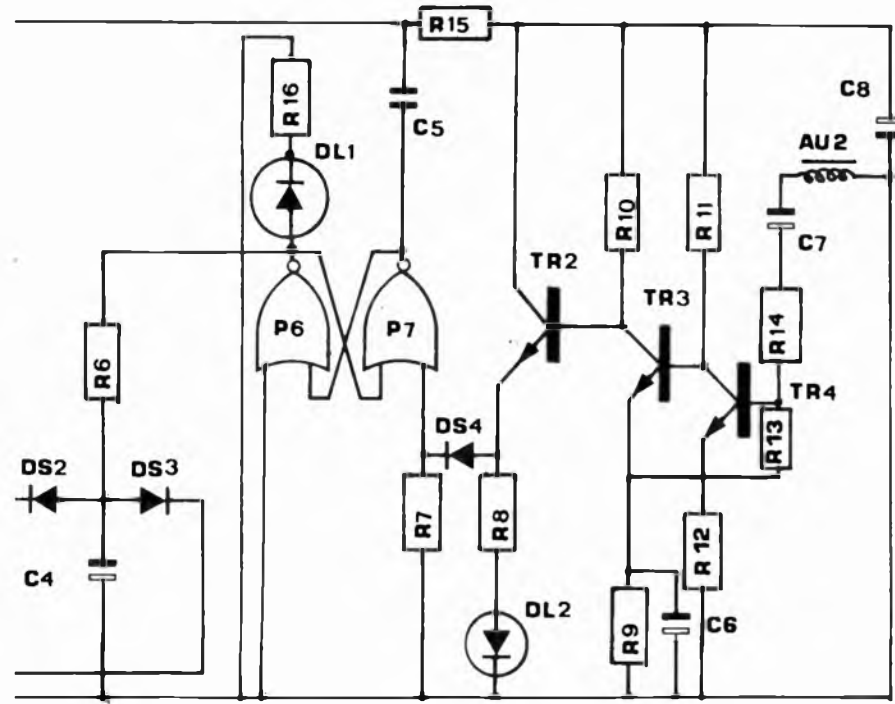 R15
C8
R16
C5
DL1
AU2
R10
R11
C7
TR2
TR3
P6
P7
R14
R6
TR4
DS4
R13
DS2
DS3
R7
R8
R12
C4
DL2
R9
C6